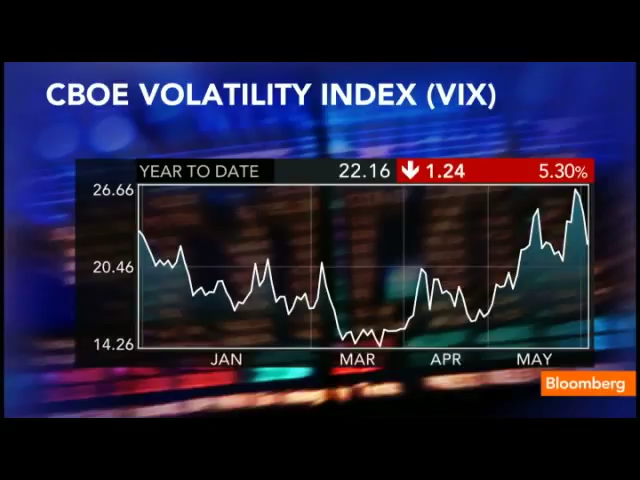 CBOE VOLATILITY INDEX (VIX)
YEAR TO DATE 22.16 1.24 5.30%
26.66
20.46
14.26
JAN MAR APR MAY
Bloomberg